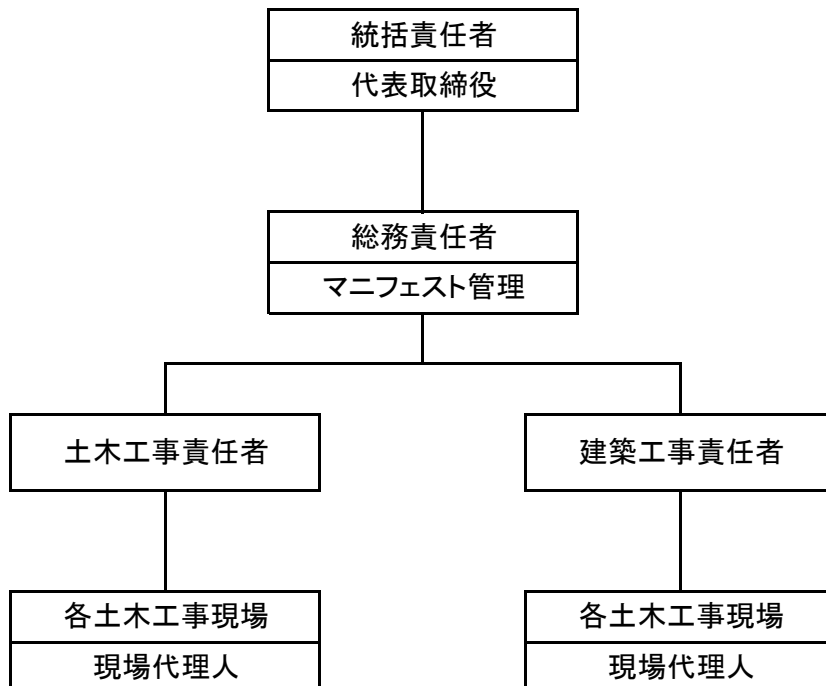 統括責任者
代表取締役
総務責任者
マニフェスト管理
土木工事責任者
建築工事責任者
各土木工事現場
現場代理人
各土木工事現場
現場代理人